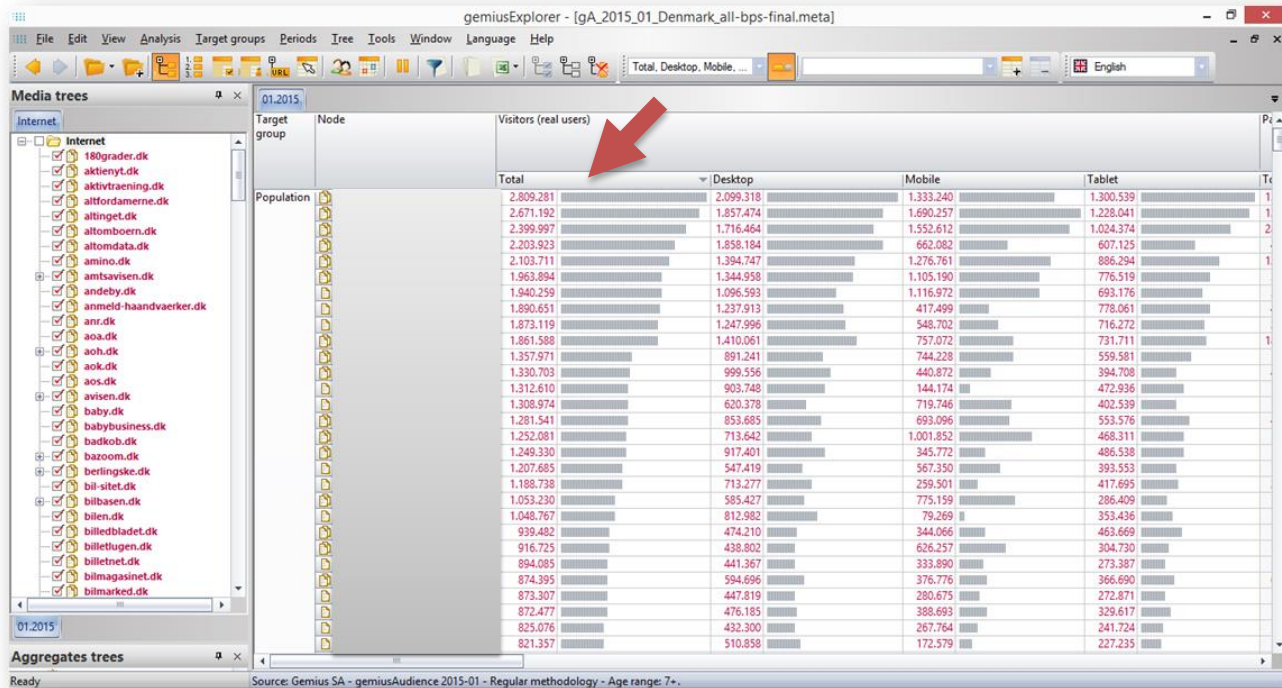 gemiusExplorer - [gA_2015_01_Denmark_all-bps-final.meta]
File Edit View Analysis Target groups Periods Tree Tools Window Language Help
URL Total, Desktop, Mobile, ... English
Media trees
Internet
Internet
180grader.dk
aktienyt.dk
aktivtraening.dk
altfordamerne.dk
altinget.dk
altomboern.dk
altomdata.dk
amino.dk
amtsavisen.dk
andeby.dk
anmeld-haandvaerker.dk
anr.dk
aoa.dk
aoh.dk
aok.dk
aos.dk
avisen.dk
baby.dk
babybusiness.dk
badkob.dk
bazoom.dk
berlingske.dk
bil-sitet.dk
bilbasen.dk
bilen.dk
billedbladet.dk
billetlugen.dk
billetnet.dk
bilmagasinet.dk
bilmarked.dk
01.2015
Aggregates trees
Ready
01.2015
Target group Node Visitors (real users)
Total Desktop Mobile Tablet
Population 2.809.281 2.099.318 1.333.240 1.300.539
2.671.192 1.857.474 1.690.257 1.228.041
2.399.997 1.716.464 1.552.612 1.024.374
2.203.923 1.858.184 662.082 607.125
2.103.711 1.394.747 1.276.761 886.294
1.963.894 1.344.958 1.105.190 776.519
1.940.259 1.096.593 1.116.972 693.176
1.890.651 1.237.913 417.499 778.061
1.873.119 1.247.996 548.702 716.272
1.861.588 1.410.061 757.072 731.711
1.357.971 891.241 744.228 559.581
1.330.703 999.556 440.872 394.708
1.312.610 903.748 144.174 472.936
1.308.974 620.378 719.746 402.539
1.281.541 853.685 693.096 553.576
1.252.081 713.642 1.001.852 468.311
1.249.330 917.401 345.772 486.538
1.207.685 547.419 567.350 393.553
1.188.738 713.277 259.501 417.695
1.053.230 585.427 775.159 286.409
1.048.767 812.982 79.269 353.436
939.482 474.210 344.066 463.669
916.725 438.802 626.257 304.730
894.085 441.367 333.890 273.387
874.395 594.696 376.776 366.690
873.307 447.819 280.675 272.871
872.477 476.185 388.693 329.617
825.076 432.300 267.764 241.724
821.357 510.858 172.579 227.235
Source: Gemius SA - gemiusAudience 2015-01 - Regular methodology - Age range: 7+.